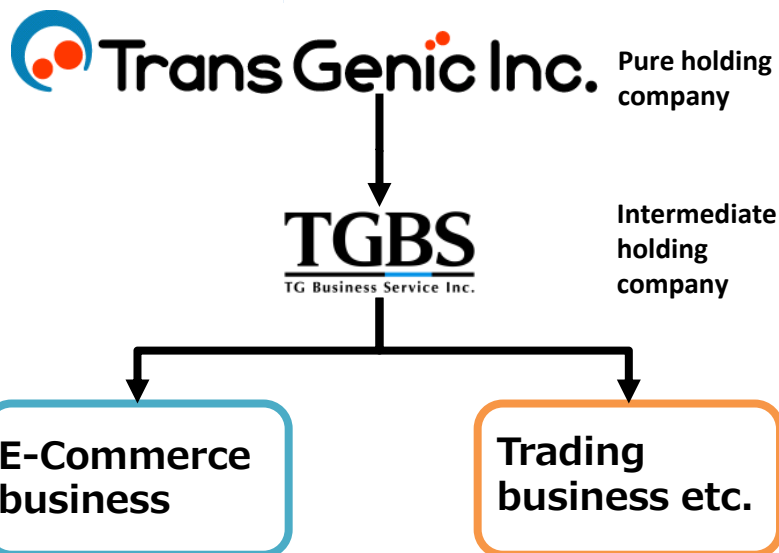 Trans Genic Inc.
Pure holding
company
TGBS
TG Business Service Inc.
Intermediate
holding
company
E-Commerce
business
Trading
business etc.